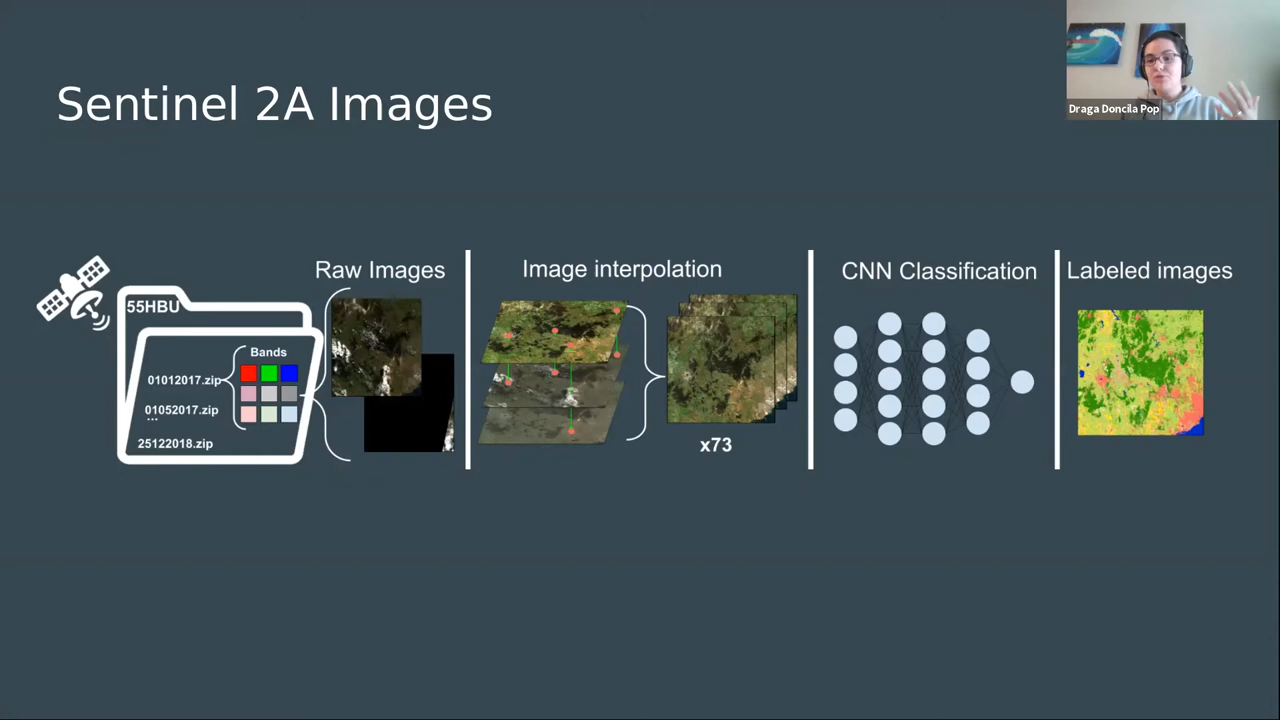 Sentinel 2A Images
Draga Doncila Pop
Raw Images
55HBU
Bands
01012017.zip
01052017.zip
...
25122018.zip
Image interpolation
x73
CNN Classification
Labeled images